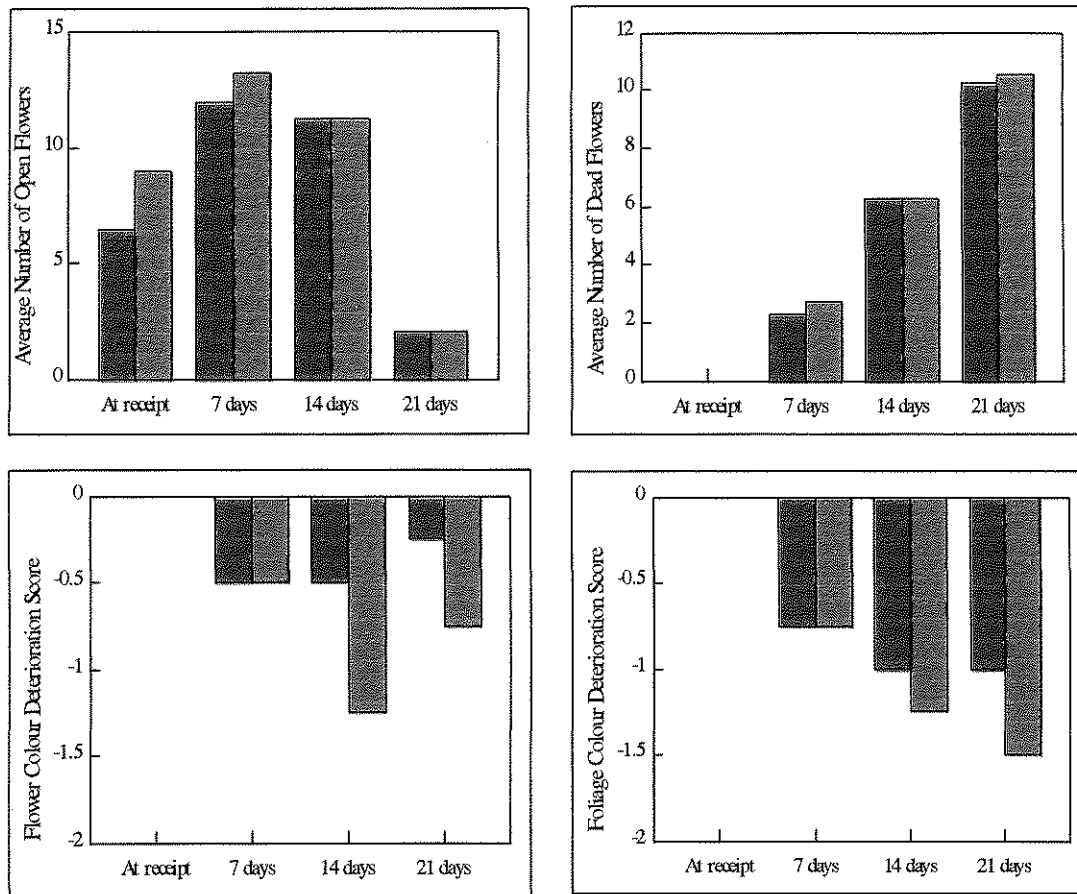 Average Number of Open Flowers
15
10
5
0
At receipt 7 days 14 days 21 days
Average Number of Dead Flowers
12
10
8
6
4
2
0
At receipt 7 days 14 days 21 days
Flower Colour Deterioration Score
0
-0.5
-1
-1.5
-2
At receipt 7 days 14 days 21 days
Foliage Colour Deterioration Score
0
-0.5
-1
-1.5
-2
At receipt 7 days 14 days 21 days